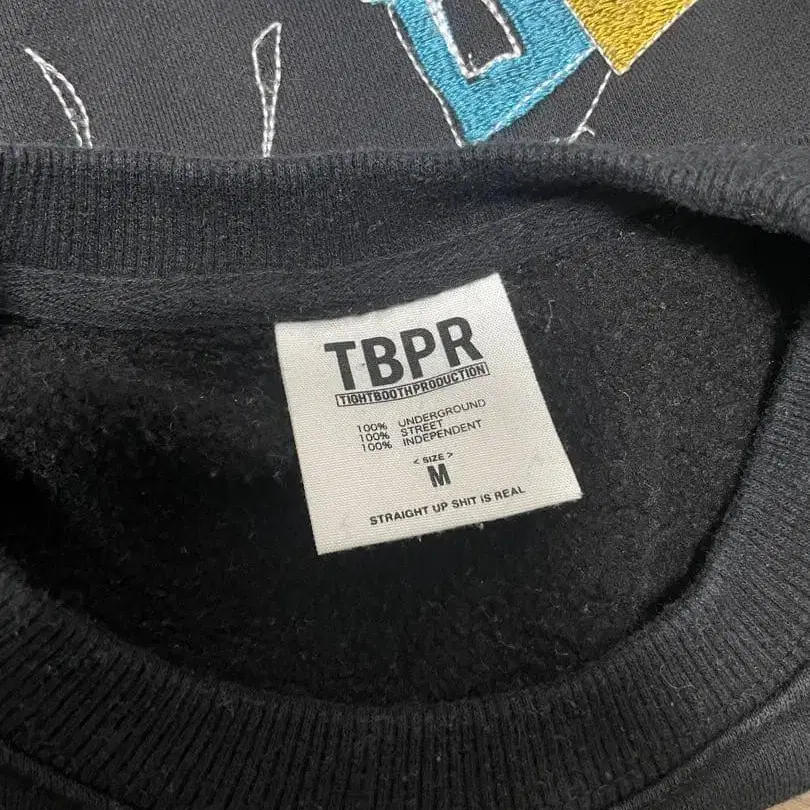 TBPR
TIGHTBOOTHPRODUCTION
100% UNDERGROUND
100% STREET
100% INDEPENDENT
< SIZE >
M
STRAIGHT UP SHIT IS REAL